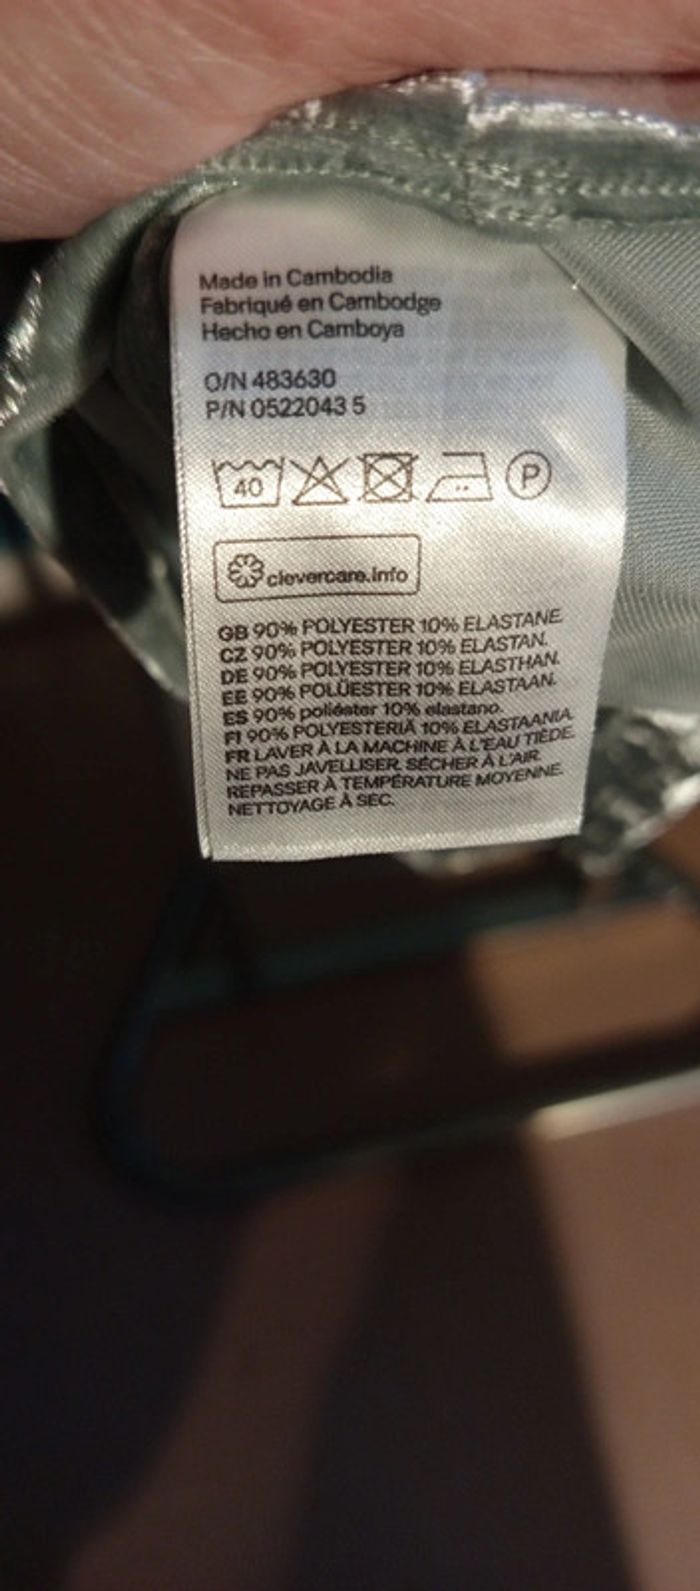 Made in Cambodia
Fabriqué en Cambodge
Hecho en Camboya
O/N 483630
P/N 0522043 5
40 P
clevercare.info
GB 90% POLYESTER 10% ELASTANE.
CZ 90% POLYESTER 10% ELASTAN.
DE 90% POLYESTER 10% ELASTHAN.
EE 90% POLÜESTER 10% ELASTAAN.
ES 90% poliéster 10% elastano.
FI 90% POLYESTERIÄ 10% ELASTAANIA.
FR LAVER À LA MACHINE À L'EAU TIÈDE.
NE PAS JAVELLISER. SÉCHER À L'AIR.
REPASSER À TEMPÉRATURE MOYENNE.
NETTOYAGE À SEC.